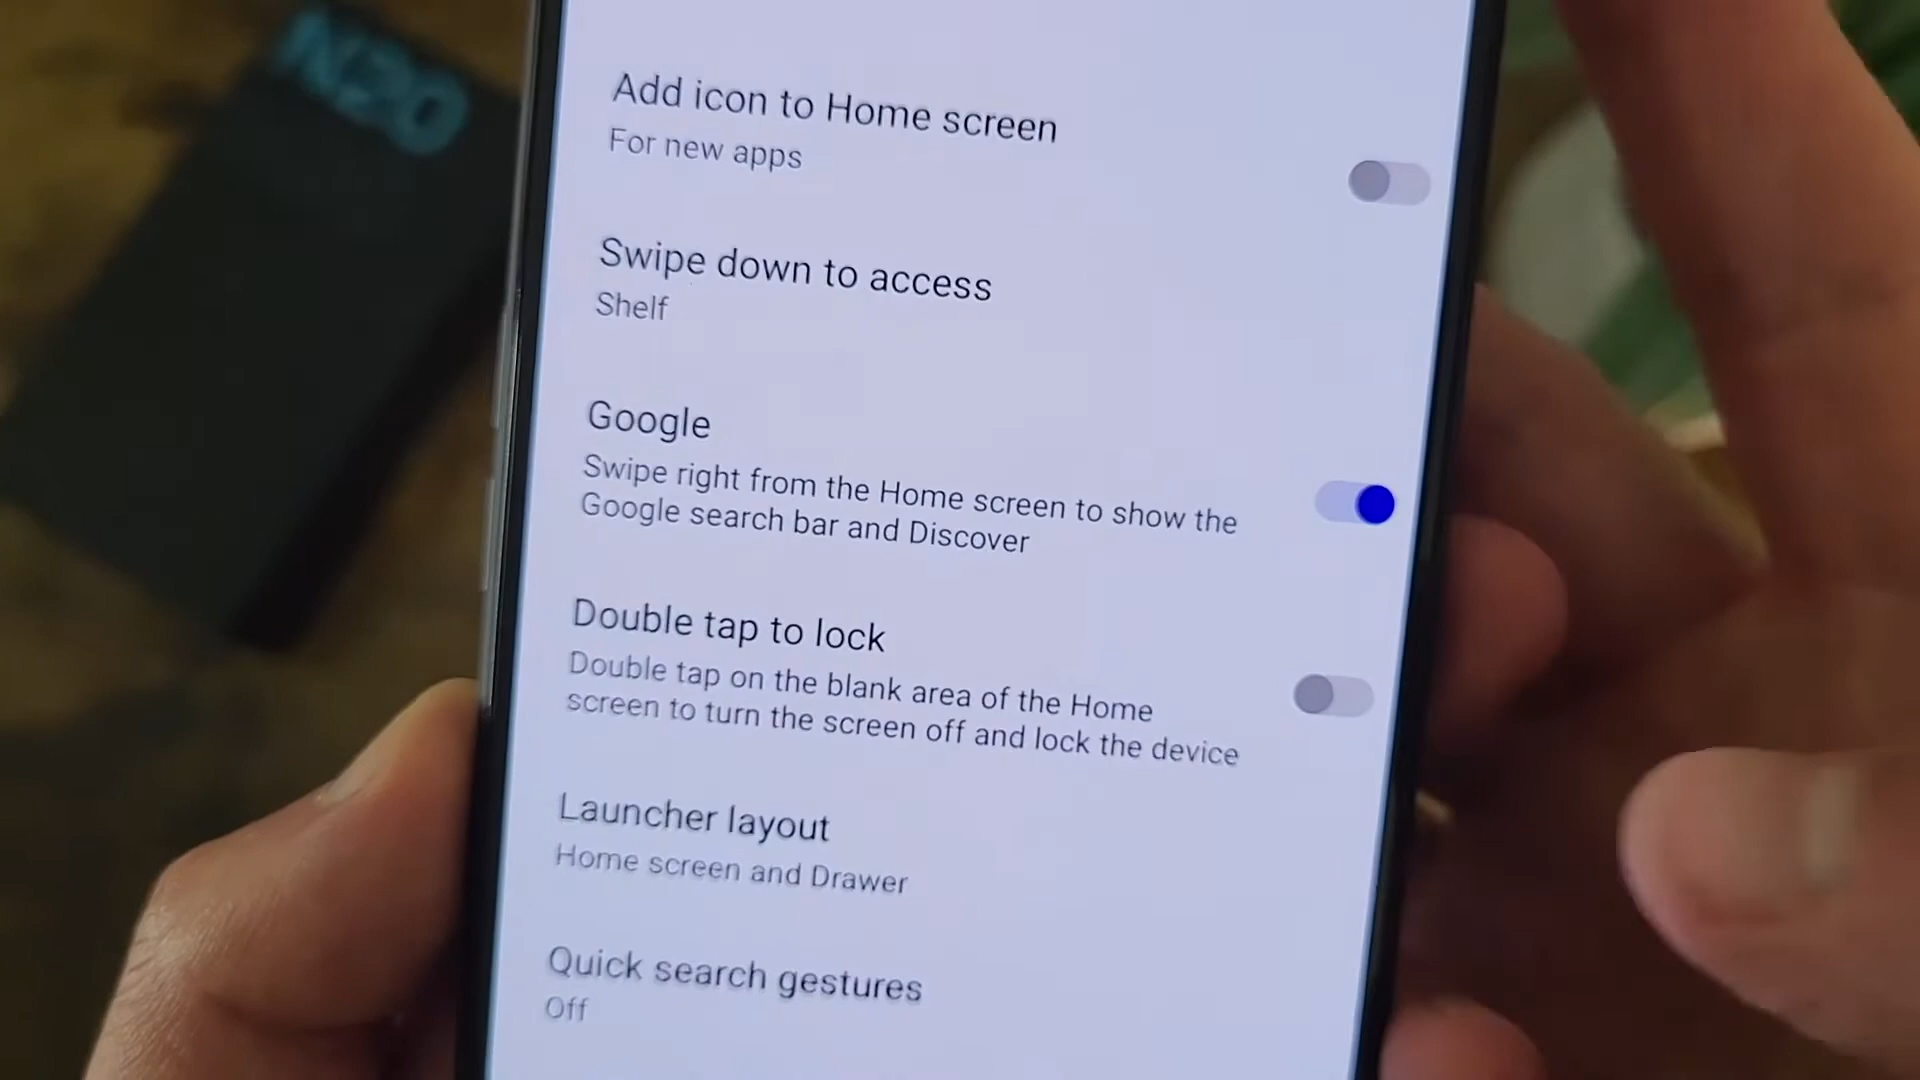 N20
Add icon to Home screen
For new apps
Swipe down to access
Shelf
Google
Swipe right from the Home screen to show the
Google search bar and Discover
Double tap to lock
Double tap on the blank area of the Home
screen to turn the screen off and lock the device
Launcher layout
Home screen and Drawer
Quick search gestures
Off